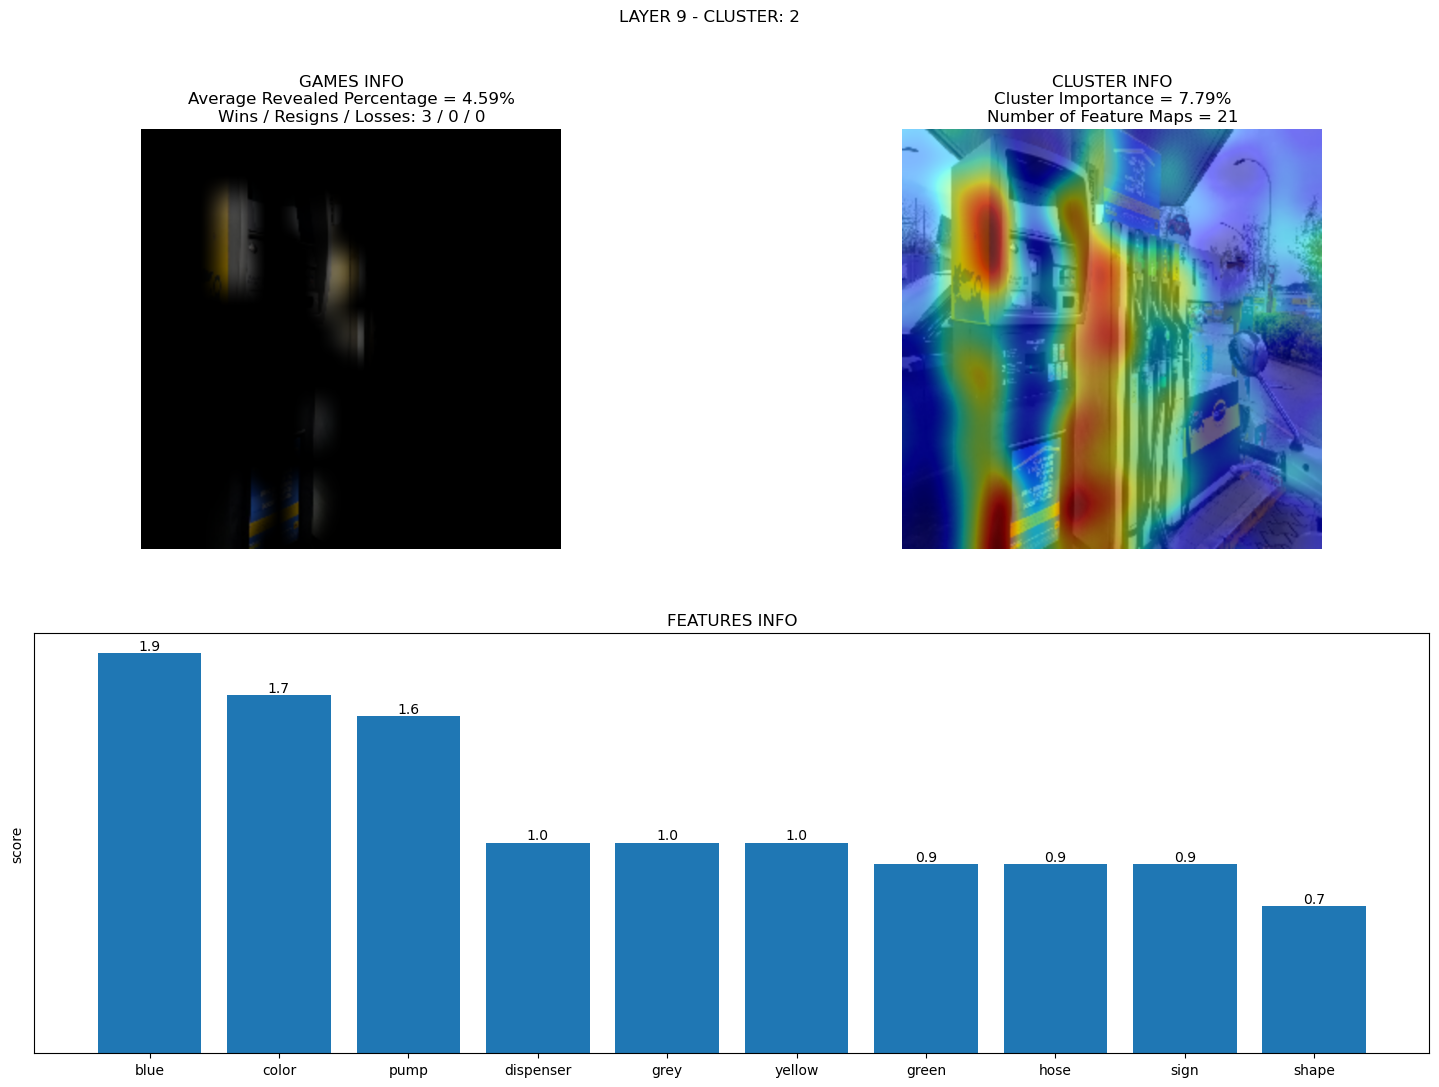 LAYER 9 - CLUSTER: 2
GAMES INFO
Average Revealed Percentage = 4.59%
Wins / Resigns / Losses: 3 / 0 / 0
CLUSTER INFO
Cluster Importance = 7.79%
Number of Feature Maps = 21
FEATURES INFO
score
1.9
1.7
1.6
1.0
1.0
1.0
0.9
0.9
0.9
0.7
blue
color
pump
dispenser
grey
yellow
green
hose
sign
shape